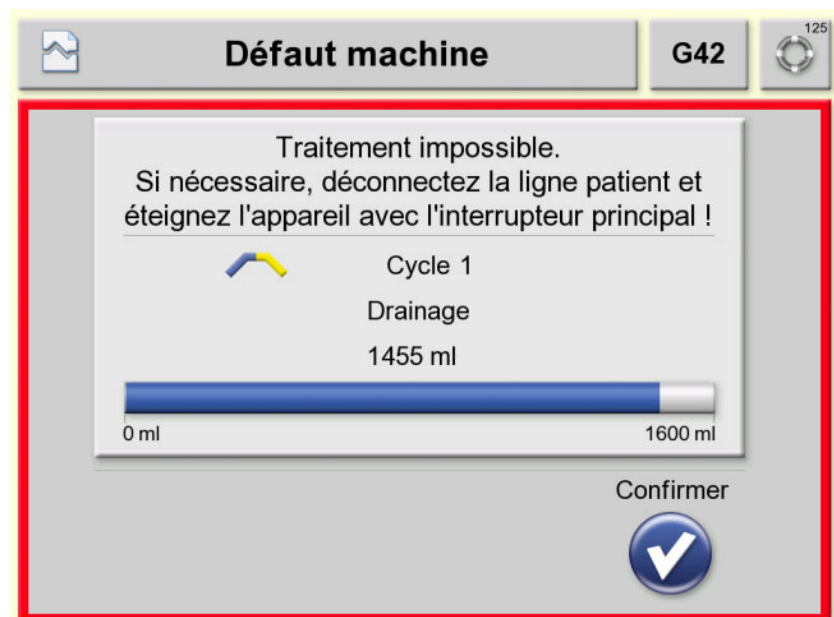 Défaut machine
G42
125
Traitement impossible.
Si nécessaire, déconnectez la ligne patient et
éteignez l'appareil avec l'interrupteur principal !
Cycle 1
Drainage
1455 ml
0 ml
1600 ml
Confirmer